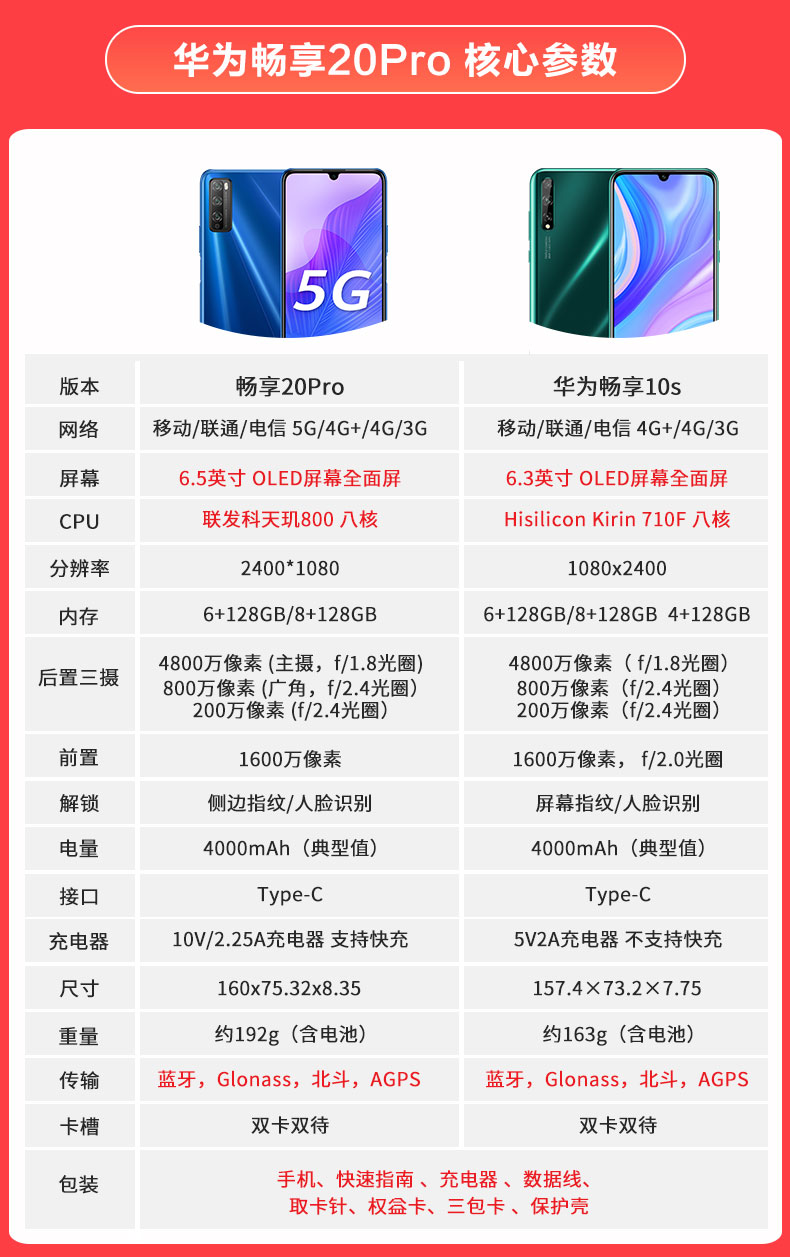 华为畅享20Pro 核心参数
5G
版本 畅享20Pro 华为畅享10s
网络 移动/联通/电信 5G/4G+/4G/3G 移动/联通/电信 4G+/4G/3G
屏幕 6.5英寸 OLED屏幕全面屏 6.3英寸 OLED屏幕全面屏
CPU 联发科天玑800 八核 Hisilicon Kirin 710F 八核
分辨率 2400*1080 1080x2400
内存 6+128GB/8+128GB 6+128GB/8+128GB 4+128GB
后置三摄 4800万像素 (主摄，f/1.8光圈) 4800万像素（ f/1.8光圈）
800万像素 (广角，f/2.4光圈） 800万像素（f/2.4光圈）
200万像素 (f/2.4光圈） 200万像素（f/2.4光圈）
前置 1600万像素 1600万像素， f/2.0光圈
解锁 侧边指纹/人脸识别 屏幕指纹/人脸识别
电量 4000mAh（典型值） 4000mAh（典型值）
接口 Type-C Type-C
充电器 10V/2.25A充电器 支持快充 5V2A充电器 不支持快充
尺寸 160x75.32x8.35 157.4×73.2×7.75
重量 约192g（含电池） 约163g（含电池）
传输 蓝牙，Glonass，北斗，AGPS 蓝牙，Glonass，北斗，AGPS
卡槽 双卡双待 双卡双待
包装 手机、快速指南 、充电器 、数据线、
取卡针、权益卡、三包卡 、保护壳